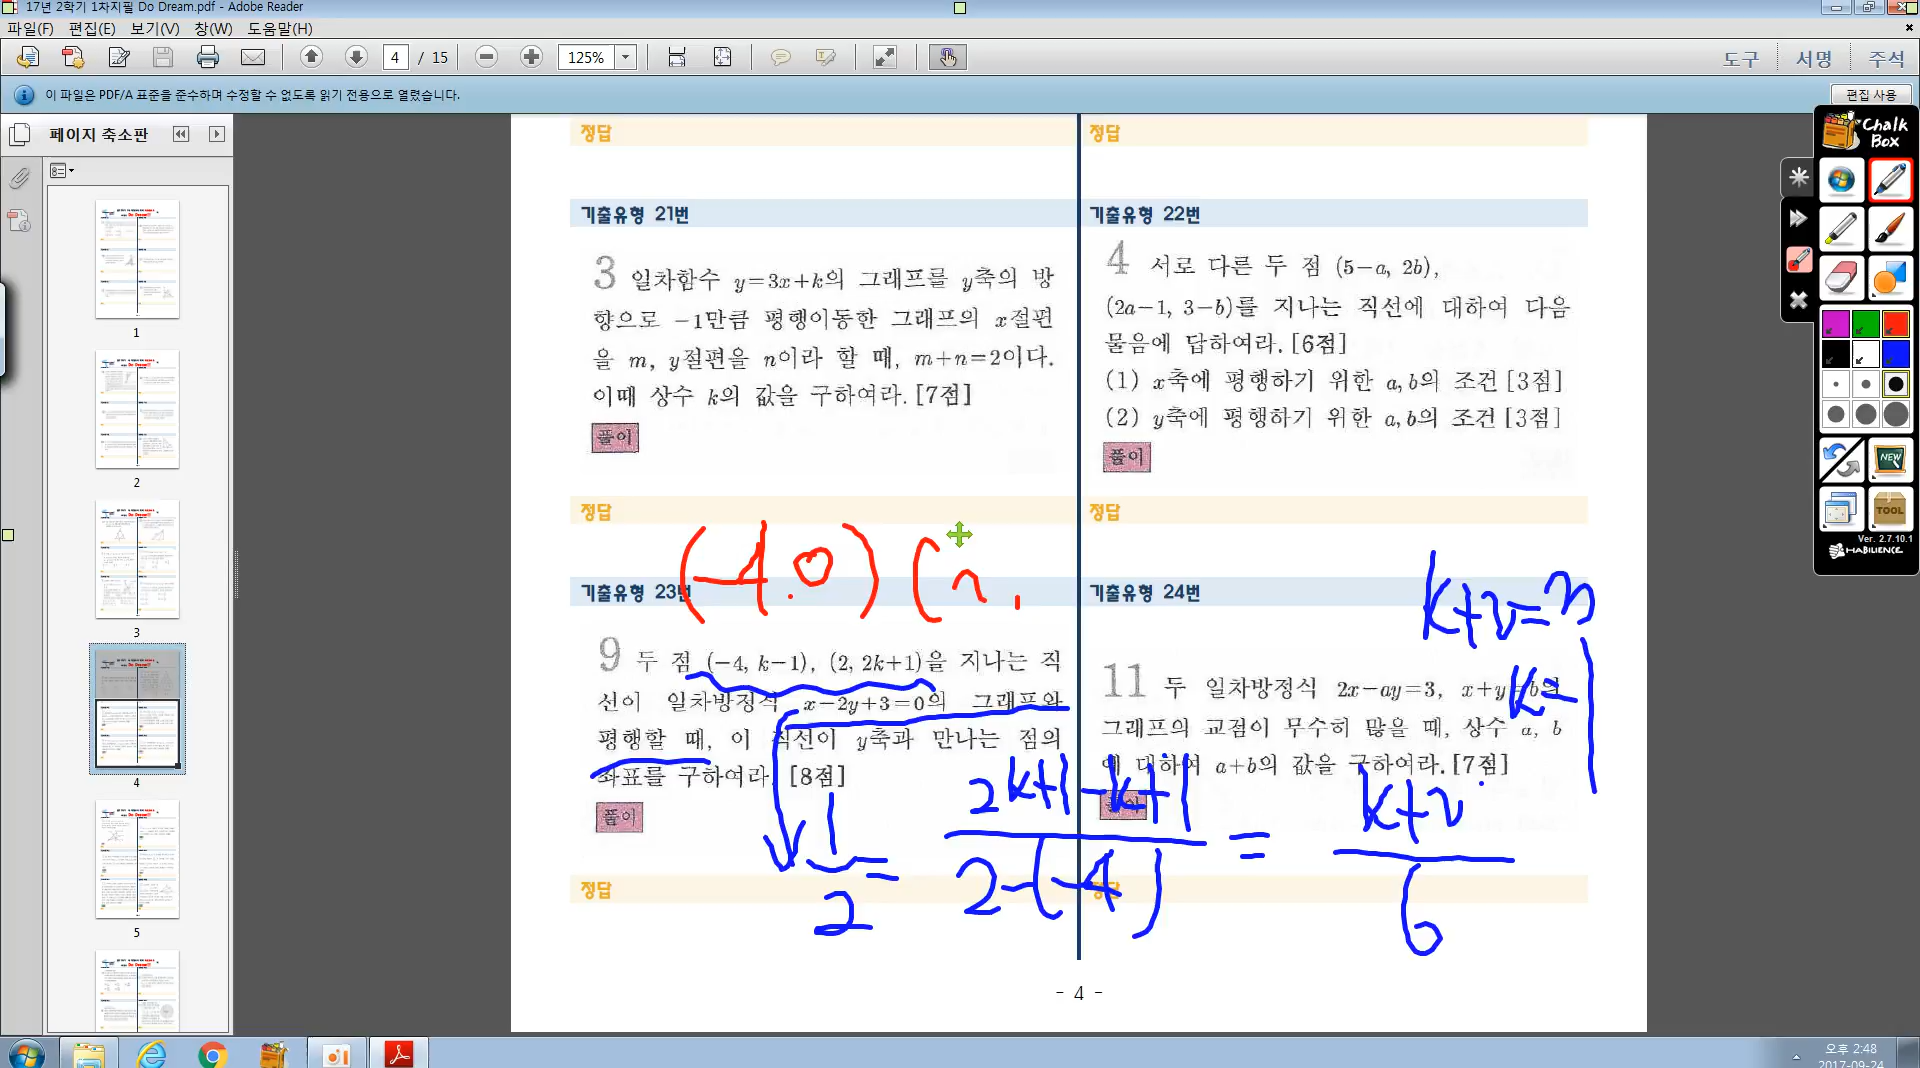 17년 2학기 1차지필 Do Dream.pdf - Adobe Reader
파일(F) 편집(E) 보기(V) 창(W) 도움말(H)
4 / 15 125% 도구 서명 주석
이 파일은 PDF/A 표준을 준수하며 수정할 수 없도록 읽기 전용으로 열렸습니다. 편집 사용
페이지 축소판
1
2
3
4
5
정답
기출유형 21번
3 일차함수 y=3x+k의 그래프를 y축의 방
향으로 -1만큼 평행이동한 그래프의 x절편
을 m, y절편을 n이라 할 때, m+n=2이다.
이때 상수 k의 값을 구하여라. [7점]
풀이
정답
(-4, 0) (2,
기출유형 23번
9 두 점 (-4, k-1), (2, 2k+1)을 지나는 직
선이 일차방정식 x-2y+3=0의 그래프와
평행할 때, 이 직선이 y축과 만나는 점의
좌표를 구하여라. [8점]
풀이
정답
1/2 = 2k+1-k+1 / 2-(-4) = k+2 / 6
정답
기출유형 22번
4 서로 다른 두 점 (5-a, 2b),
(2a-1, 3-b)를 지나는 직선에 대하여 다음
물음에 답하여라. [6점]
(1) x축에 평행하기 위한 a, b의 조건 [3점]
(2) y축에 평행하기 위한 a, b의 조건 [3점]
풀이
정답
기출유형 24번
k+2=3
k=1
11 두 일차방정식 2x-ay=3, x+y=b의
그래프의 교점이 무수히 많을 때, 상수 a, b
에 대하여 a+b의 값을 구하여라. [7점]
풀이
- 4 -
Chalk Box
NEW
TOOL
Ver. 2.7.10.1
HABILIENCE
오후 2:48
2017-09-24